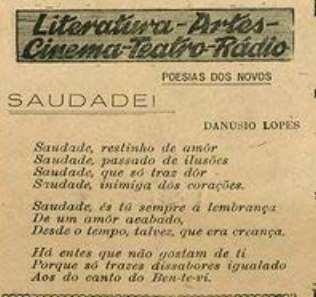 Literatura-Artes-
Cinema-Teatro-Rádio
POESIAS DOS NOVOS
SAUDADE!
DANUSIO LOPES
Saudade, restinho de amôr
Saudade, passado de ilusões
Saudade, que só traz dôr
Saudade, inimiga dos corações.
Saudade, és tú sempre á lembrança
De um amôr acabado,
Desde o tempo, talvez, que era creança.
Há entes que não gostam de ti
Porque só trazes dissabores igualado
Aos do canto do Ben-te-vi.